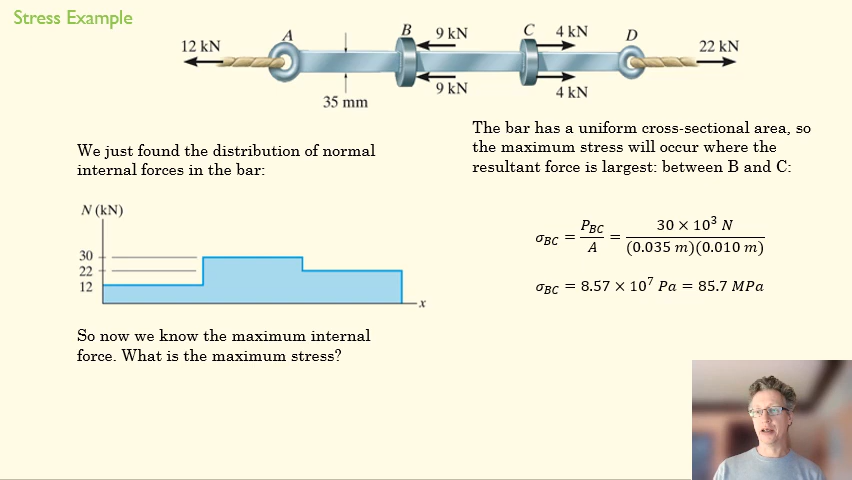 Stress Example
A
B
9 kN
C
4 kN
D
12 kN
22 kN
9 kN
4 kN
35 mm
We just found the distribution of normal
internal forces in the bar:
N (kN)
30
22
12
x
So now we know the maximum internal
force. What is the maximum stress?
The bar has a uniform cross-sectional area, so
the maximum stress will occur where the
resultant force is largest: between B and C:
σ_BC = P_BC / A = 30 × 10³ N / (0.035 m)(0.010 m)
σ_BC = 8.57 × 10⁷ Pa = 85.7 MPa